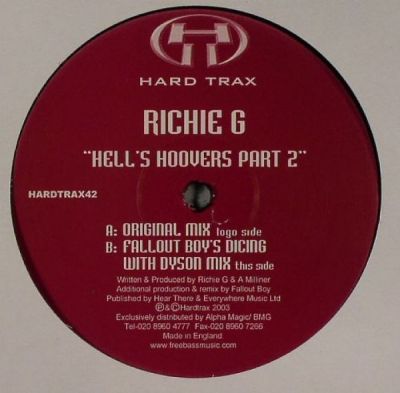 HARD TRAX
RICHIE G
"HELL'S HOOVERS PART 2"
HARDTRAX42
A: ORIGINAL MIX logo side
B: FALLOUT BOY'S DICING
WITH DYSON MIX this side
Written & Produced by Richie G & A Milliner
Additional production & remix by Fallout Boy
Published by Hear There & Everywhere Music Ltd
℗&©Hardtrax 2003
Exclusively distributed by Alpha Magic/ BMG
Tel-020 8960 4777 Fax-020 8960 7266
Made in England
www.freebassmusic.com